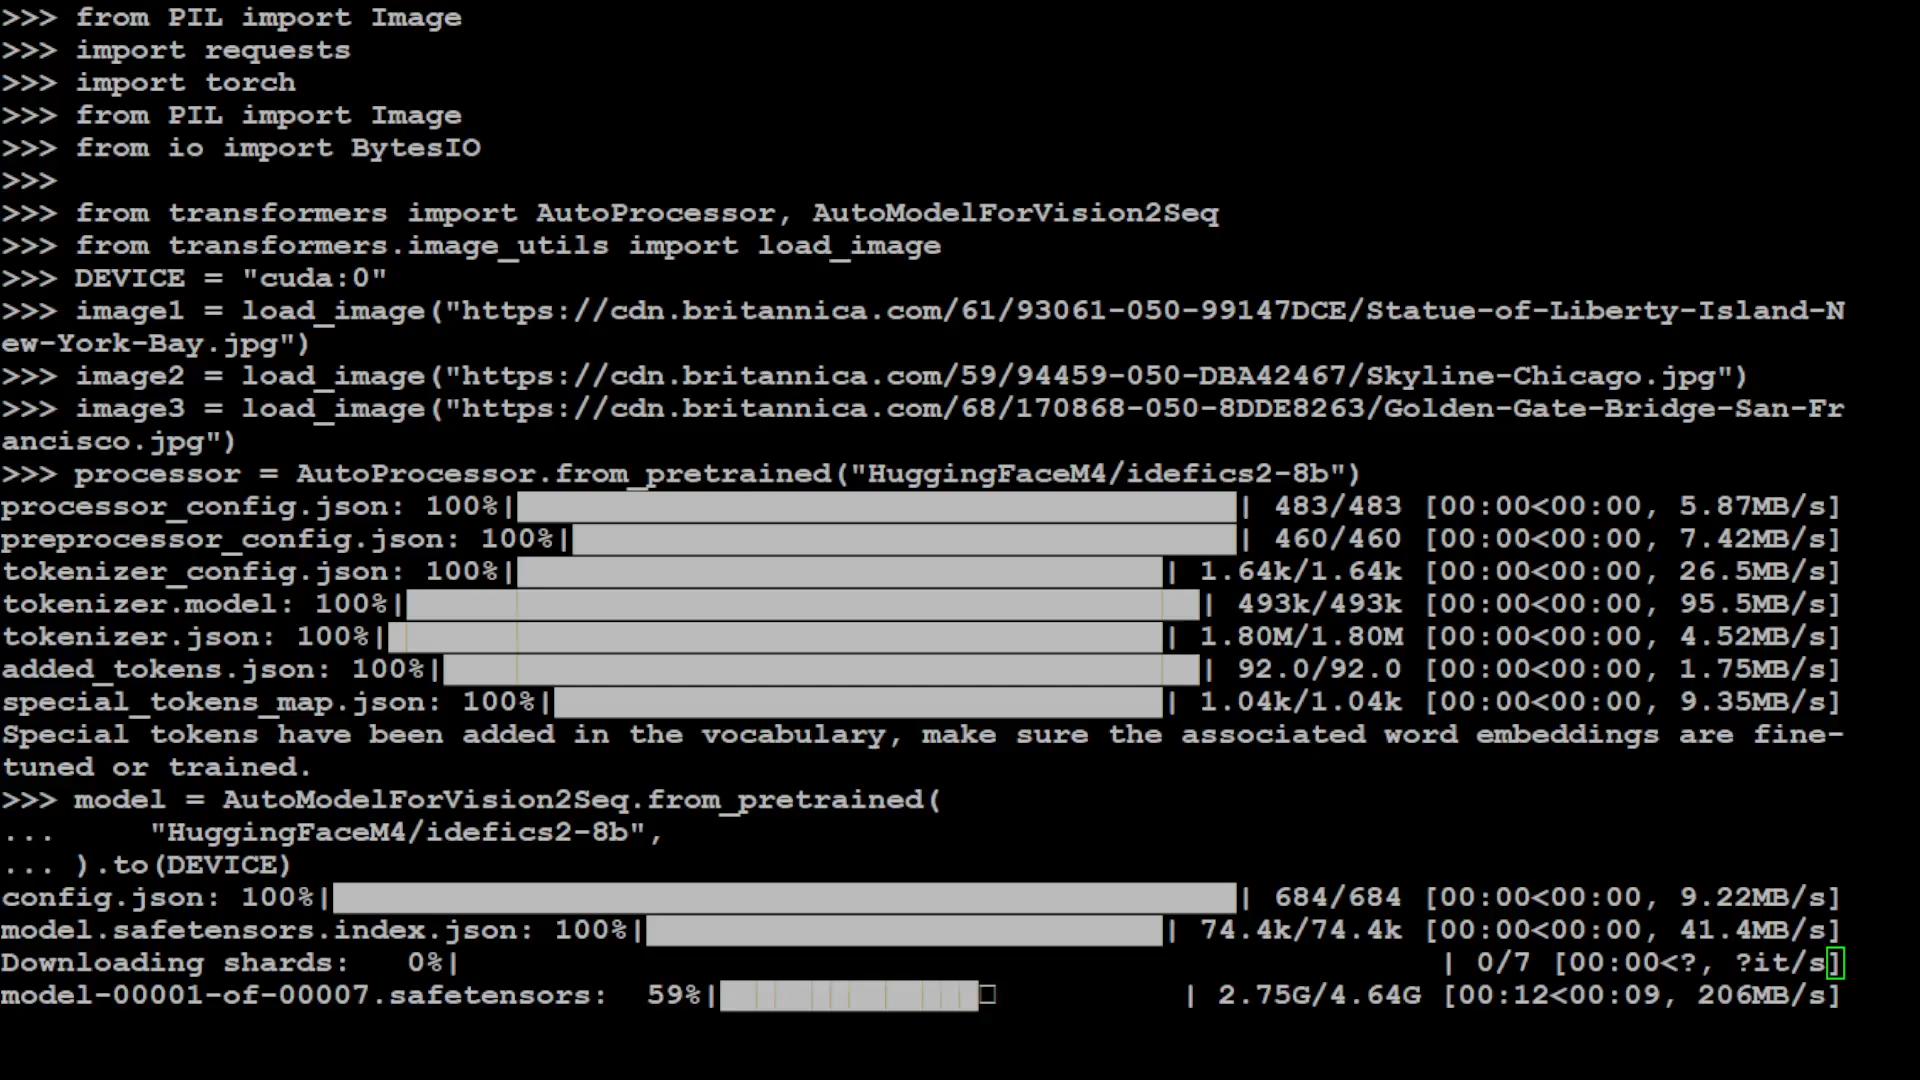 >>> from PIL import Image
>>> import requests
>>> import torch
>>> from PIL import Image
>>> from io import BytesIO
>>>
>>> from transformers import AutoProcessor, AutoModelForVision2Seq
>>> from transformers.image_utils import load_image
>>> DEVICE = "cuda:0"
>>> image1 = load_image("https://cdn.britannica.com/61/93061-050-99147DCE/Statue-of-Liberty-Island-N
ew-York-Bay.jpg")
>>> image2 = load_image("https://cdn.britannica.com/59/94459-050-DBA42467/Skyline-Chicago.jpg")
>>> image3 = load_image("https://cdn.britannica.com/68/170868-050-8DDE8263/Golden-Gate-Bridge-San-Fr
ancisco.jpg")
>>> processor = AutoProcessor.from_pretrained("HuggingFaceM4/idefics2-8b")
processor_config.json: 100%| | 483/483 [00:00<00:00, 5.87MB/s]
preprocessor_config.json: 100%| | 460/460 [00:00<00:00, 7.42MB/s]
tokenizer_config.json: 100%| | 1.64k/1.64k [00:00<00:00, 26.5MB/s]
tokenizer.model: 100%| | 493k/493k [00:00<00:00, 95.5MB/s]
tokenizer.json: 100%| | 1.80M/1.80M [00:00<00:00, 4.52MB/s]
added_tokens.json: 100%| | 92.0/92.0 [00:00<00:00, 1.75MB/s]
special_tokens_map.json: 100%| | 1.04k/1.04k [00:00<00:00, 9.35MB/s]
Special tokens have been added in the vocabulary, make sure the associated word embeddings are fine-
tuned or trained.
>>> model = AutoModelForVision2Seq.from_pretrained(
...     "HuggingFaceM4/idefics2-8b",
... ).to(DEVICE)
config.json: 100%| | 684/684 [00:00<00:00, 9.22MB/s]
model.safetensors.index.json: 100%| | 74.4k/74.4k [00:00<00:00, 41.4MB/s]
Downloading shards:   0%| | 0/7 [00:00<?, ?it/s]
model-00001-of-00007.safetensors:  59%| | 2.75G/4.64G [00:12<00:09, 206MB/s]